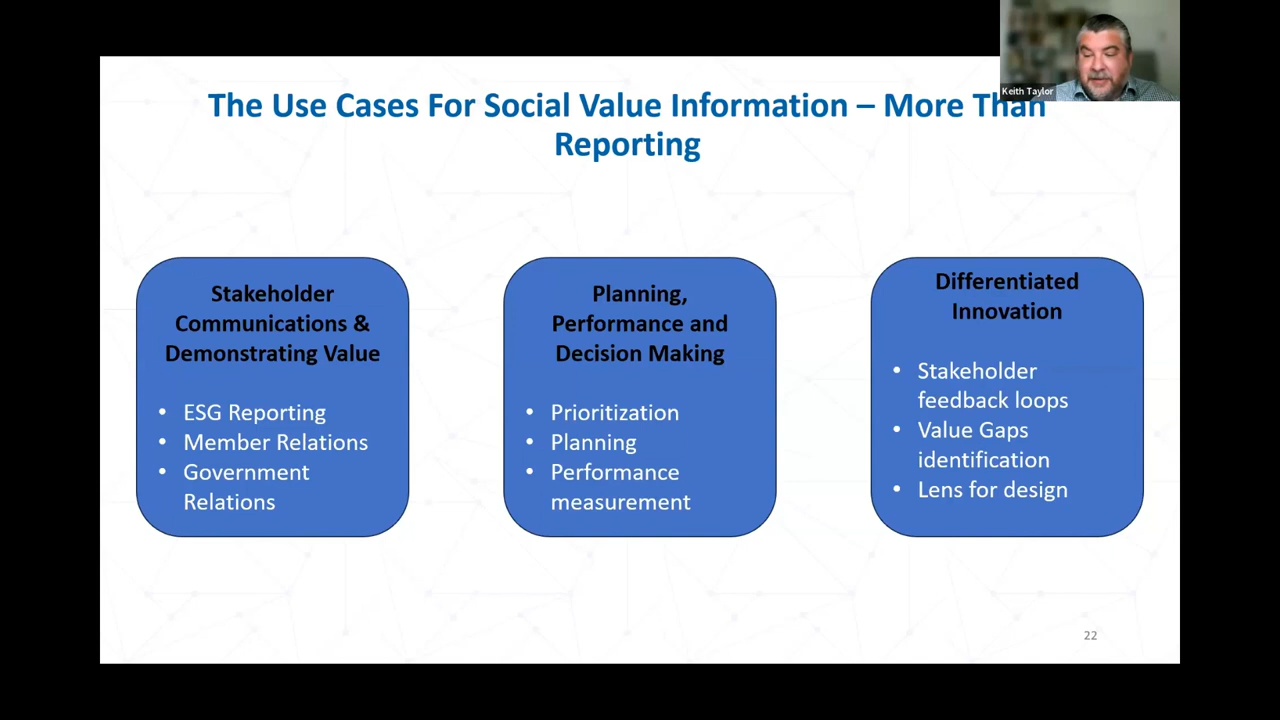 The Use Cases For Social Value Information – More Than
Reporting
Keith Taylor
Stakeholder
Communications &
Demonstrating Value
• ESG Reporting
• Member Relations
• Government
Relations
Planning,
Performance and
Decision Making
• Prioritization
• Planning
• Performance
measurement
Differentiated
Innovation
• Stakeholder
feedback loops
• Value Gaps
identification
• Lens for design
22